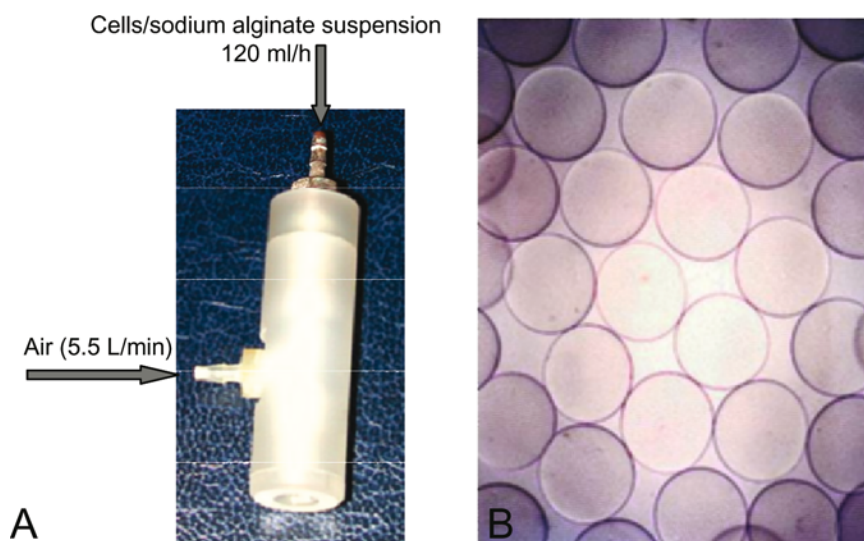 Cells/sodium alginate suspension
120 ml/h
Air (5.5 L/min)
A
B